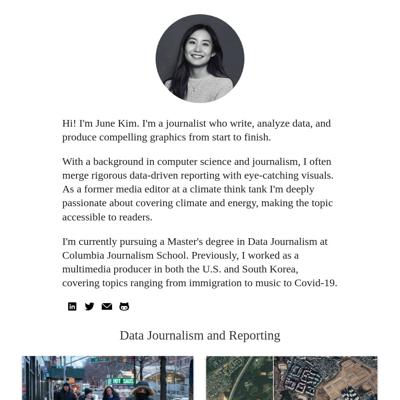 Hi! I'm June Kim. I'm a journalist who write, analyze data, and
produce compelling graphics from start to finish.
With a background in computer science and journalism, I often
merge rigorous data-driven reporting with eye-catching visuals.
As a former media editor at a climate think tank I'm deeply
passionate about covering climate and energy, making the topic
accessible to readers.
I'm currently pursuing a Master's degree in Data Journalism at
Columbia Journalism School. Previously, I worked as a
multimedia producer in both the U.S. and South Korea,
covering topics ranging from immigration to music to Covid-19.
Data Journalism and Reporting
HOT SAUS